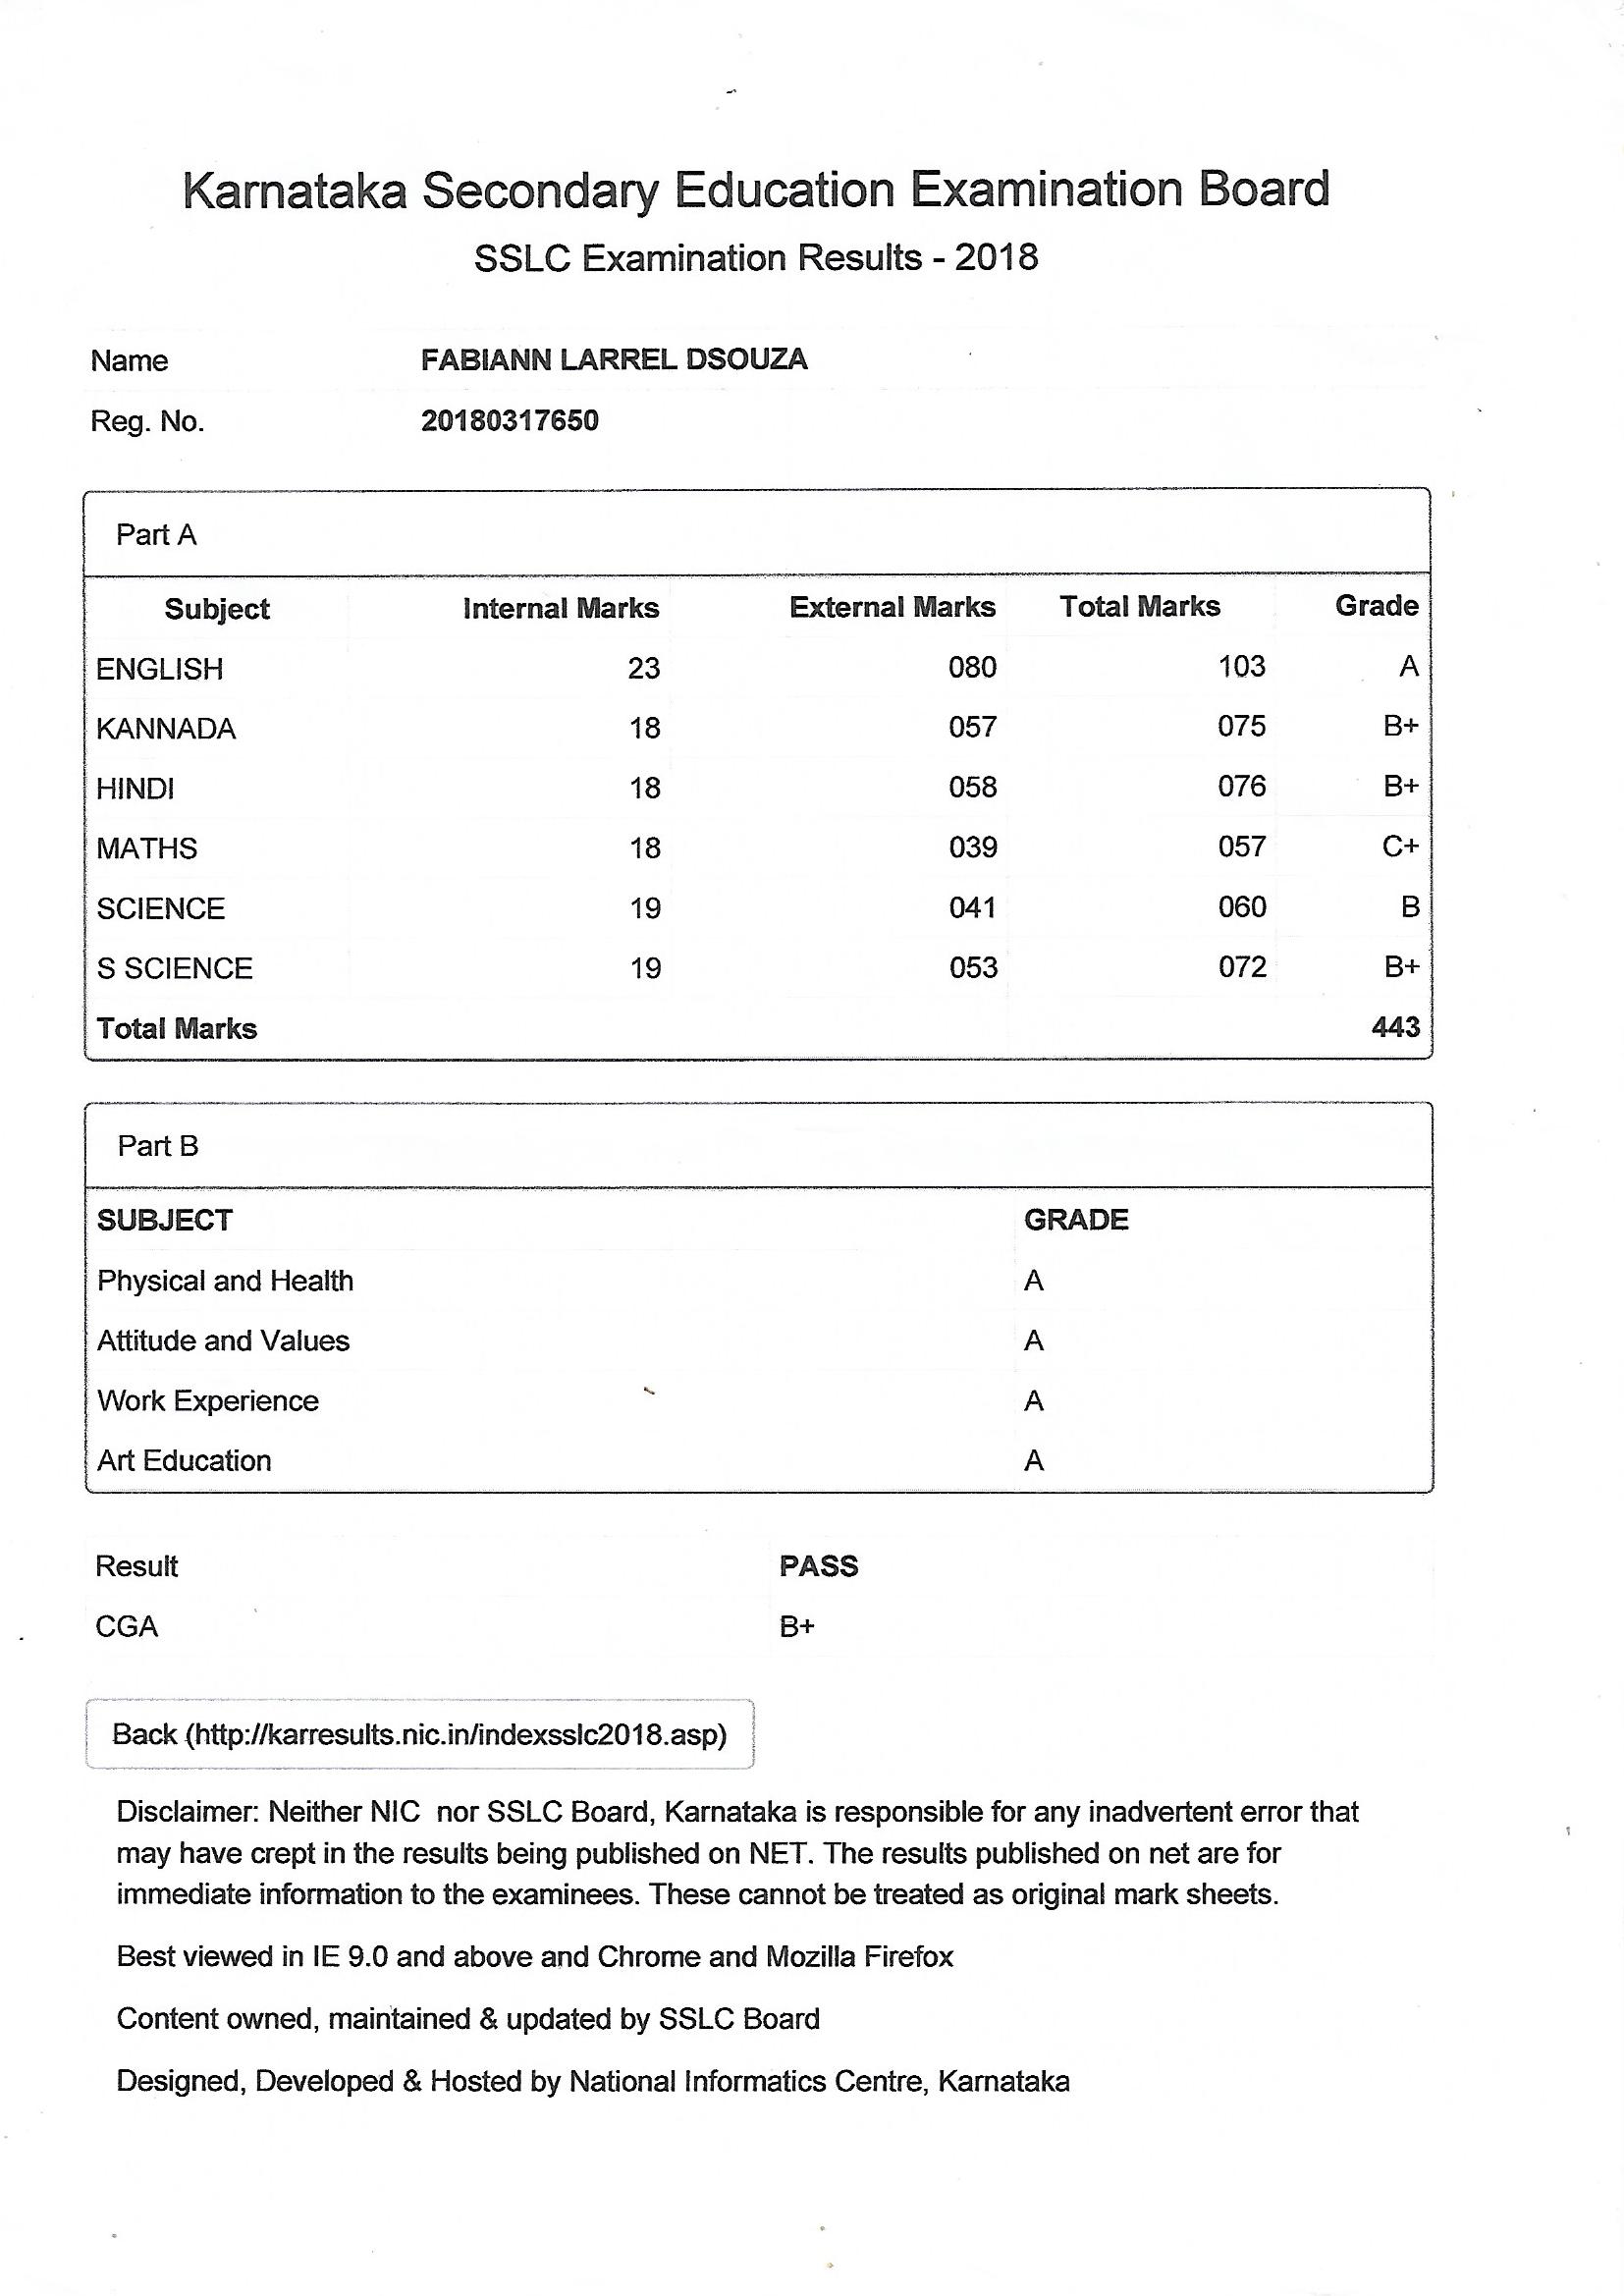 Karnataka Secondary Education Examination Board
SSLC Examination Results - 2018
Name FABIANN LARREL DSOUZA
Reg. No. 20180317650
Part A
Subject Internal Marks External Marks Total Marks Grade
ENGLISH 23 080 103 A
KANNADA 18 057 075 B+
HINDI 18 058 076 B+
MATHS 18 039 057 C+
SCIENCE 19 041 060 B
S SCIENCE 19 053 072 B+
Total Marks 443
Part B
SUBJECT GRADE
Physical and Health A
Attitude and Values A
Work Experience A
Art Education A
Result PASS
CGA B+
Back (http://karresults.nic.in/indexsslc2018.asp)
Disclaimer: Neither NIC nor SSLC Board, Karnataka is responsible for any inadvertent error that
may have crept in the results being published on NET. The results published on net are for
immediate information to the examinees. These cannot be treated as original mark sheets.
Best viewed in IE 9.0 and above and Chrome and Mozilla Firefox
Content owned, maintained & updated by SSLC Board
Designed, Developed & Hosted by National Informatics Centre, Karnataka